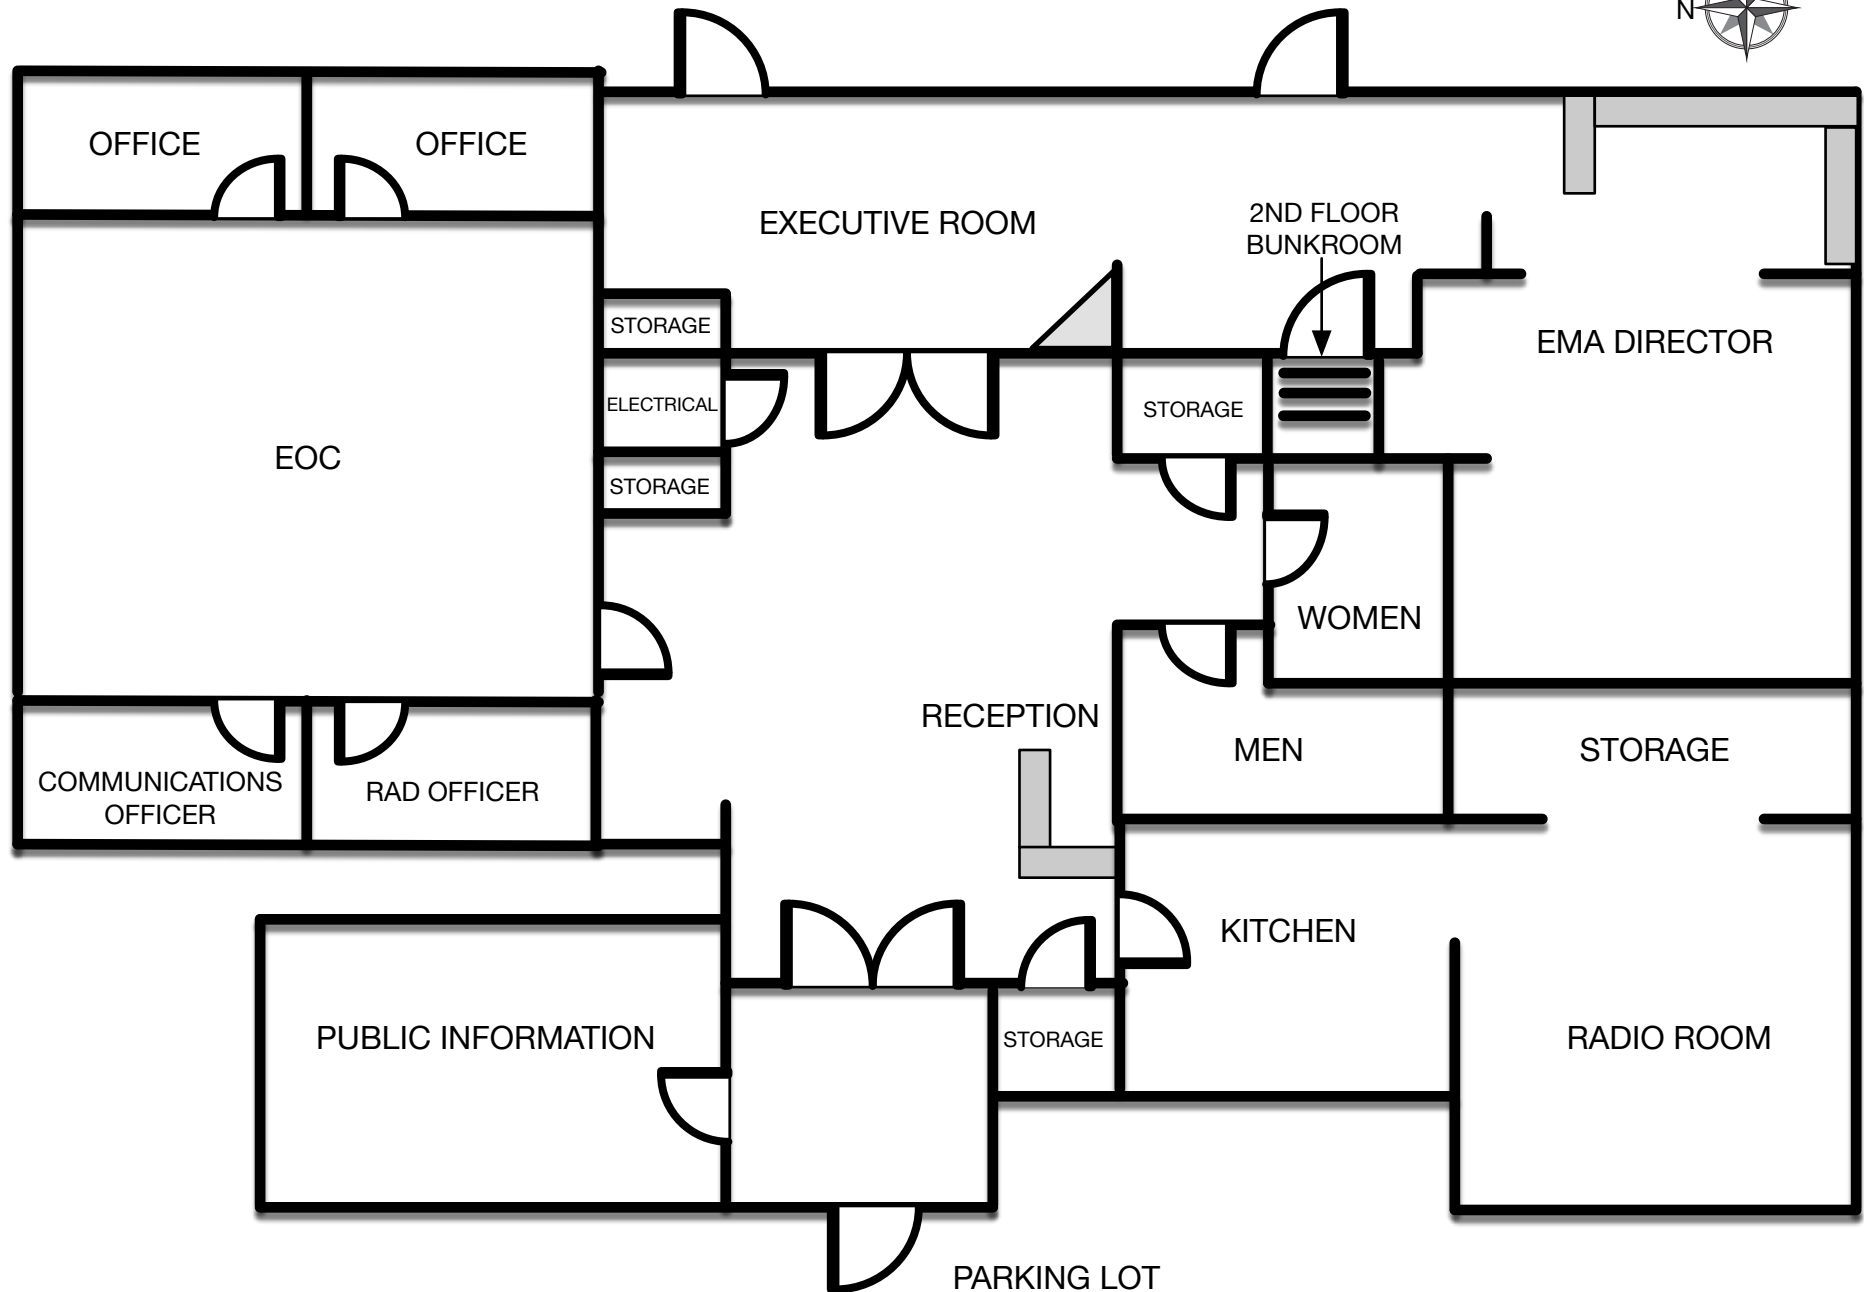 N
OFFICE
OFFICE
EXECUTIVE ROOM
2ND FLOOR
BUNKROOM
STORAGE
EMA DIRECTOR
ELECTRICAL
STORAGE
EOC
STORAGE
WOMEN
RECEPTION
MEN
STORAGE
COMMUNICATIONS
OFFICER
RAD OFFICER
KITCHEN
PUBLIC INFORMATION
STORAGE
RADIO ROOM
PARKING LOT